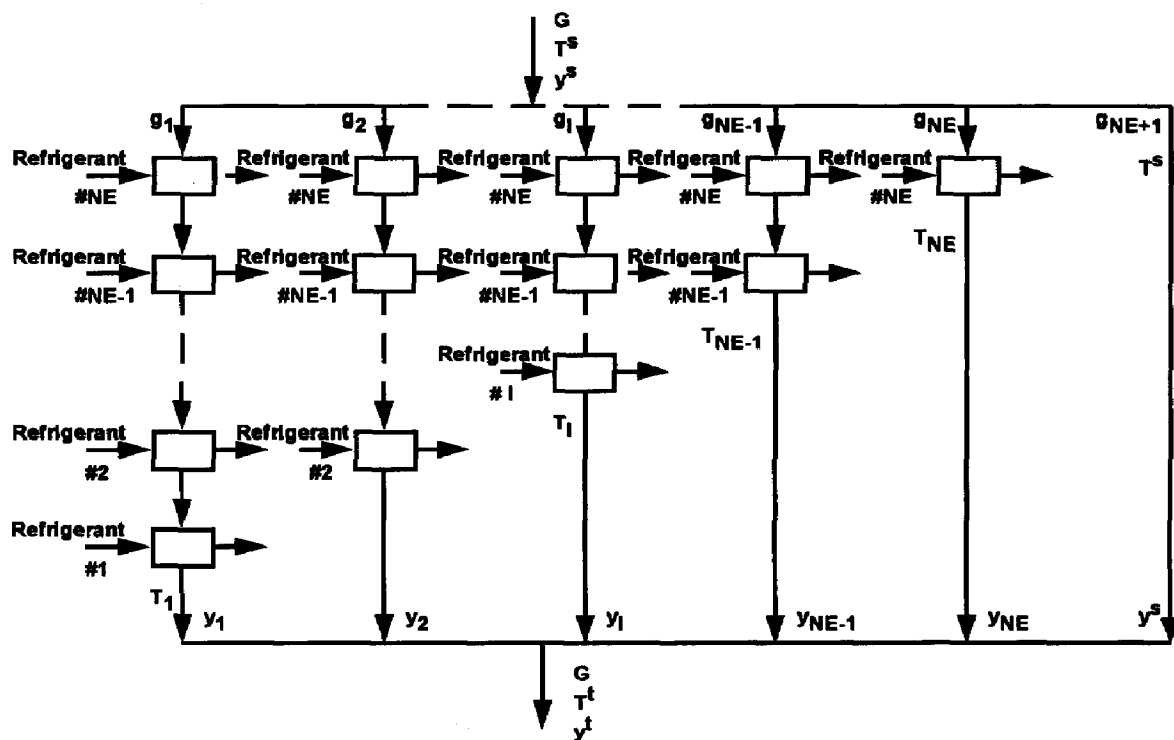 G
T^s
y^s
g_1 g_2 g_I g_NE-1 g_NE g_NE+1
Refrigerant Refrigerant Refrigerant Refrigerant Refrigerant T^s
#NE #NE #NE #NE #NE
T_NE
Refrigerant Refrigerant Refrigerant Refrigerant
#NE-1 #NE-1 #NE-1 #NE-1
T_NE-1
Refrigerant
#I
T_I
Refrigerant Refrigerant
#2 #2
Refrigerant
#1
T_1
y_1 y_2 y_I y_NE-1 y_NE y^s
G
T^t
y^t